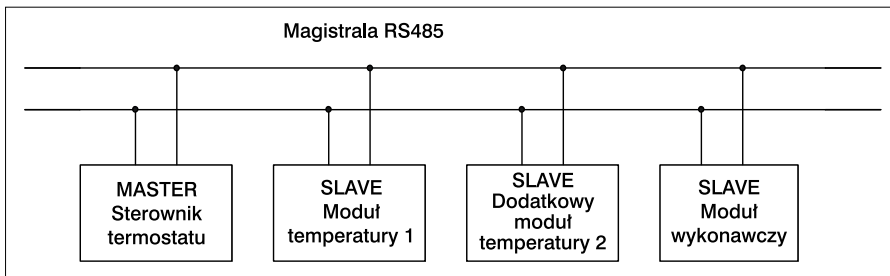 Magistrala RS485
MASTER
Sterownik
termostatu
SLAVE
Moduł
temperatury 1
SLAVE
Dodatkowy
moduł
temperatury 2
SLAVE
Moduł
wykonawczy